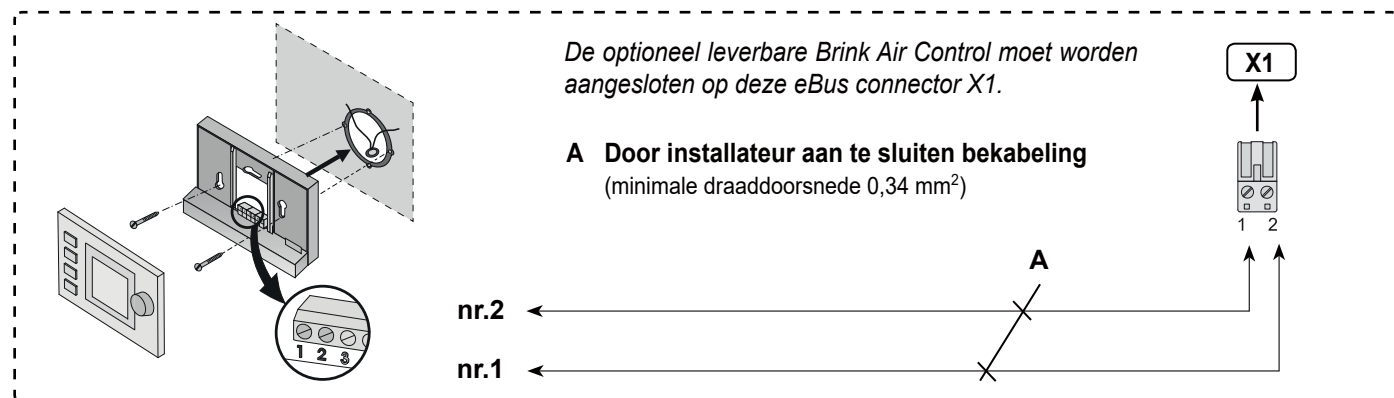 De optioneel leverbare Brink Air Control moet worden
aangesloten op deze eBus connector X1.
X1
A Door installateur aan te sluiten bekabeling
(minimale draaddoorsnede 0,34 mm²)
1 2
A
nr.2
1 2 3
nr.1